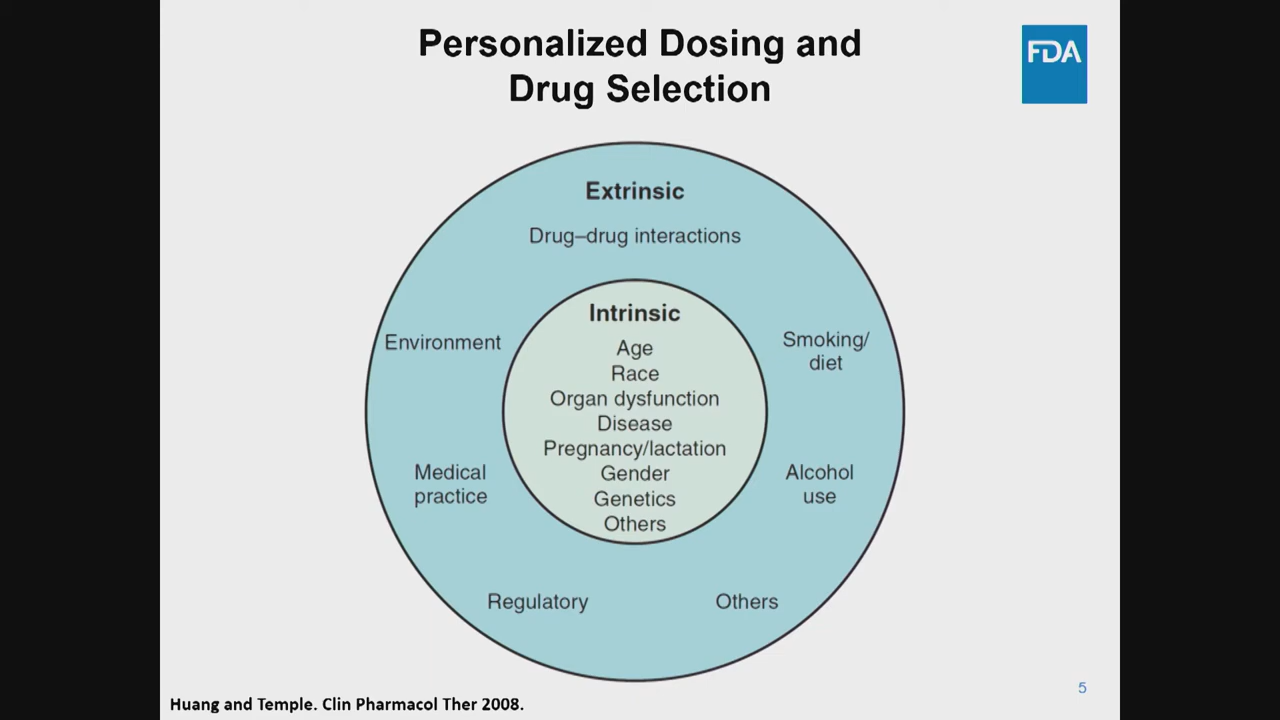 Personalized Dosing and
Drug Selection
FDA
Extrinsic
Drug–drug interactions
Environment
Smoking/
diet
Medical
practice
Alcohol
use
Regulatory
Others
Intrinsic
Age
Race
Organ dysfunction
Disease
Pregnancy/lactation
Gender
Genetics
Others
Huang and Temple. Clin Pharmacol Ther 2008.
5